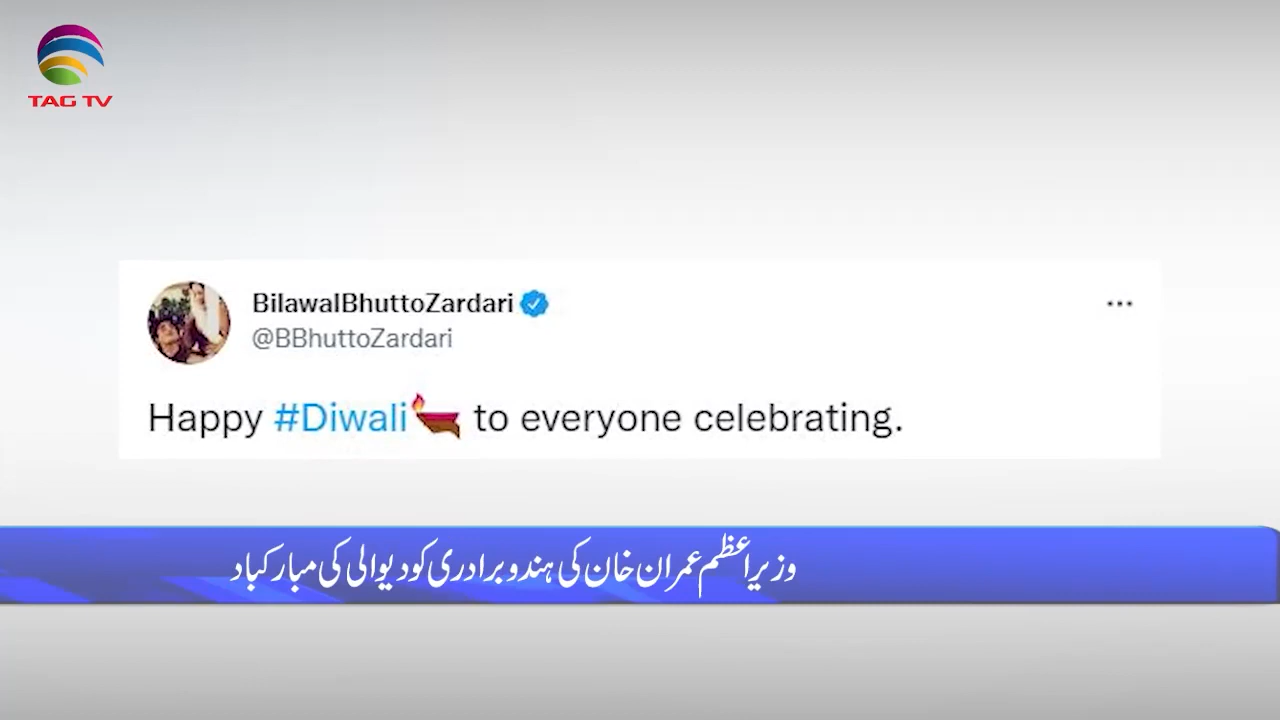 TAG TV
BilawalBhuttoZardari
@BBhuttoZardari
Happy #Diwali to everyone celebrating.
وزیراعظم عمران خان کی ہندو برادری کو دیوالی کی مبارکباد